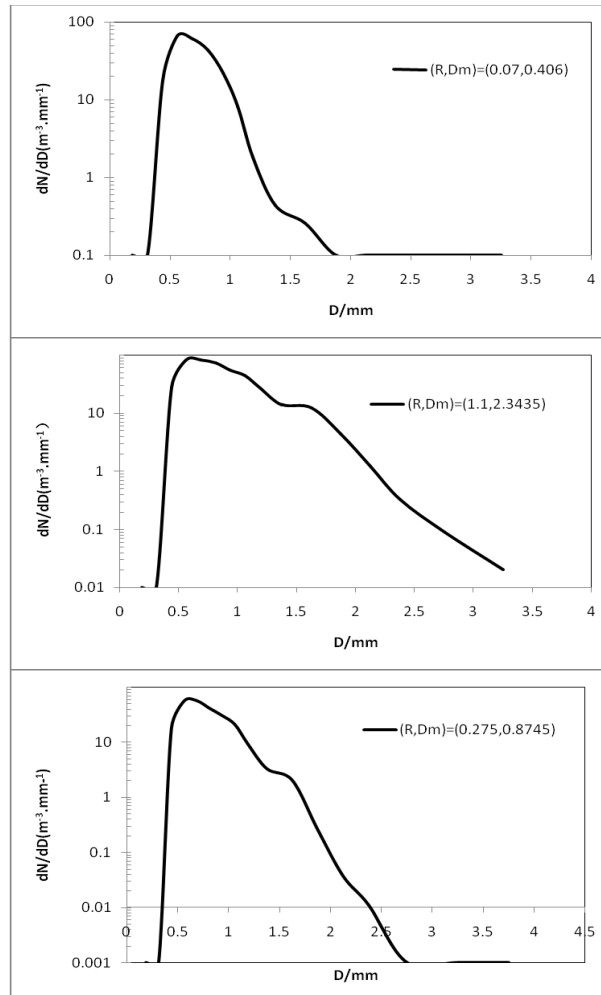 100
10
1
0.1
dN/dD(m⁻³.mm⁻¹)
(R,Dm)=(0.07,0.406)
0 0.5 1 1.5 2 2.5 3 3.5 4
D/mm
10
1
0.1
0.01
dN/dD(m⁻³.mm⁻¹)
(R,Dm)=(1.1,2.3435)
0 0.5 1 1.5 2 2.5 3 3.5 4
D/mm
10
1
0.1
0.01
0.001
dN/dD(m⁻³.mm-1)
(R,Dm)=(0.275,0.8745)
0 0.5 1 1.5 2 2.5 3 3.5 4 4.5
D/mm